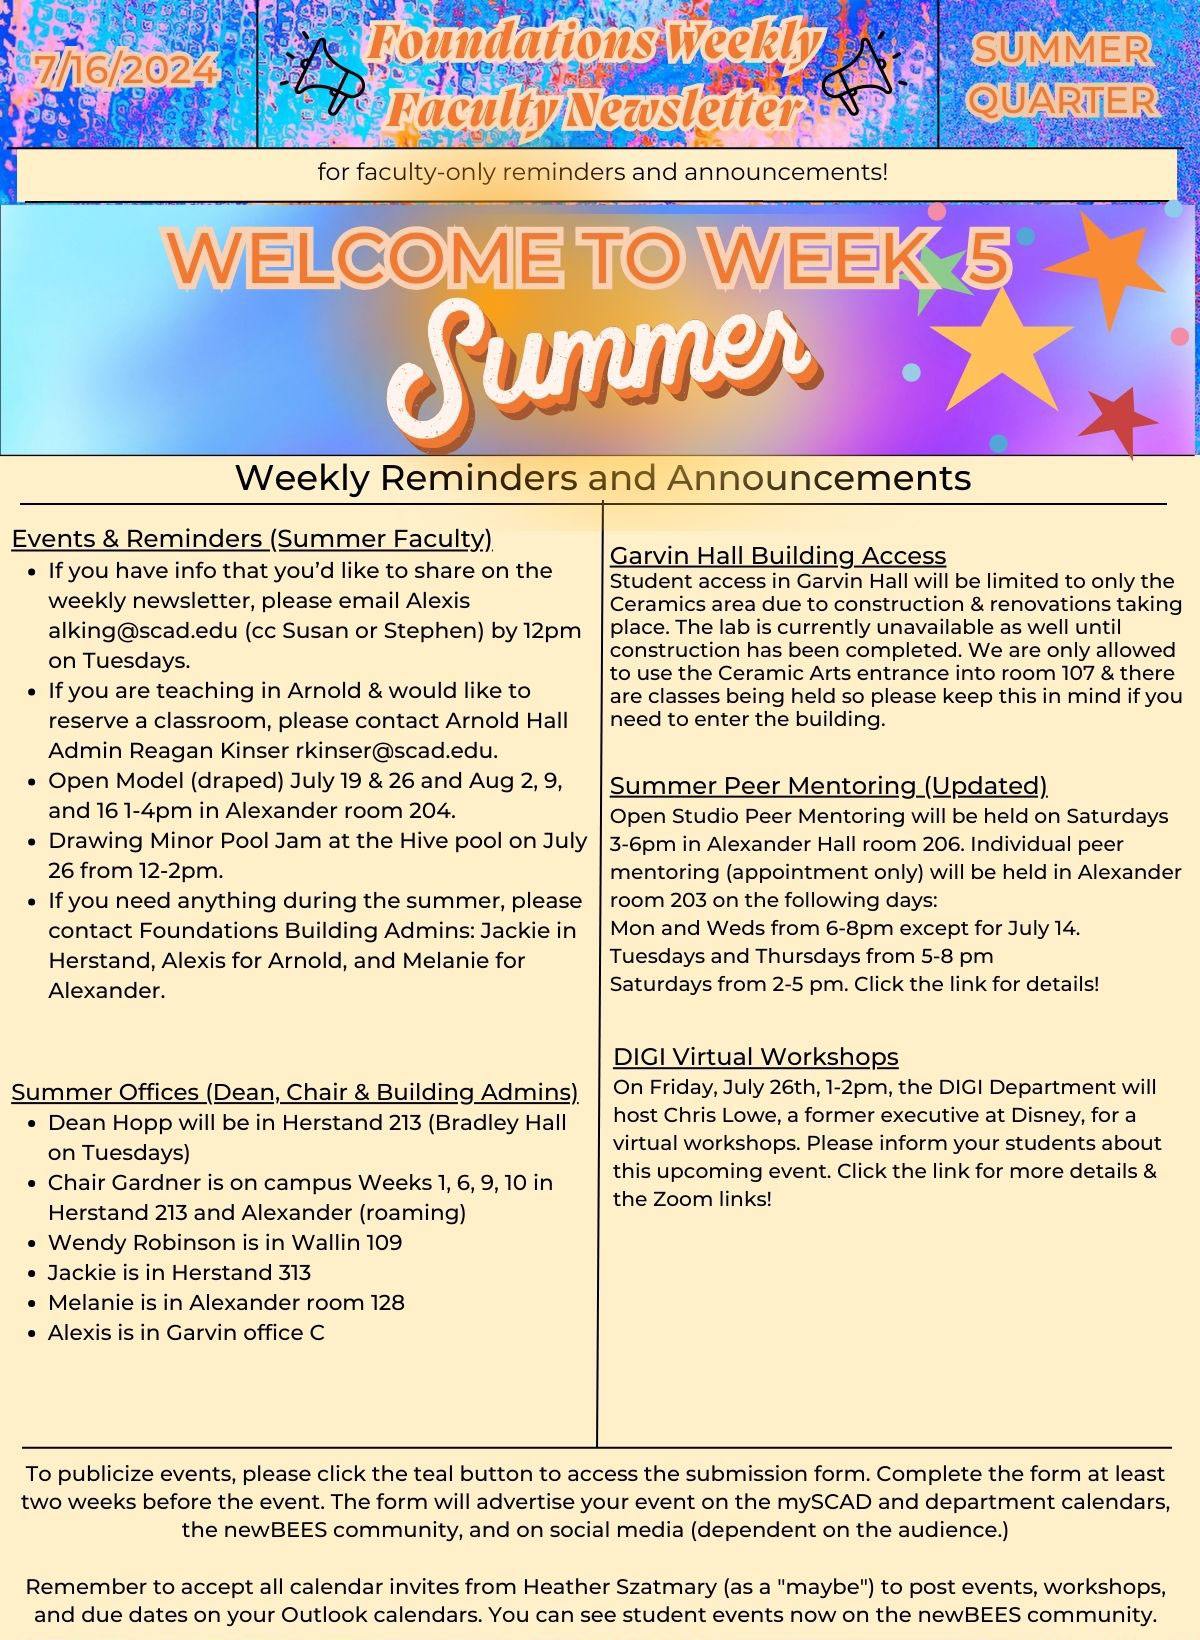 7/16/2024
Foundations Weekly
Faculty Newsletter
SUMMER
QUARTER
for faculty-only reminders and announcements!
WELCOME TO WEEK 5
Summer
Weekly Reminders and Announcements
Events & Reminders (Summer Faculty)
• If you have info that you’d like to share on the
weekly newsletter, please email Alexis
alking@scad.edu (cc Susan or Stephen) by 12pm
on Tuesdays.
• If you are teaching in Arnold & would like to
reserve a classroom, please contact Arnold Hall
Admin Reagan Kinser rkinser@scad.edu.
• Open Model (draped) July 19 & 26 and Aug 2, 9,
and 16 1-4pm in Alexander room 204.
• Drawing Minor Pool Jam at the Hive pool on July
26 from 12-2pm.
• If you need anything during the summer, please
contact Foundations Building Admins: Jackie in
Herstand, Alexis for Arnold, and Melanie for
Alexander.
Summer Offices (Dean, Chair & Building Admins)
• Dean Hopp will be in Herstand 213 (Bradley Hall
on Tuesdays)
• Chair Gardner is on campus Weeks 1, 6, 9, 10 in
Herstand 213 and Alexander (roaming)
• Wendy Robinson is in Wallin 109
• Jackie is in Herstand 313
• Melanie is in Alexander room 128
• Alexis is in Garvin office C
Garvin Hall Building Access
Student access in Garvin Hall will be limited to only the
Ceramics area due to construction & renovations taking
place. The lab is currently unavailable as well until
construction has been completed. We are only allowed
to use the Ceramic Arts entrance into room 107 & there
are classes being held so please keep this in mind if you
need to enter the building.
Summer Peer Mentoring (Updated)
Open Studio Peer Mentoring will be held on Saturdays
3-6pm in Alexander Hall room 206. Individual peer
mentoring (appointment only) will be held in Alexander
room 203 on the following days:
Mon and Weds from 6-8pm except for July 14.
Tuesdays and Thursdays from 5-8 pm
Saturdays from 2-5 pm. Click the link for details!
DIGI Virtual Workshops
On Friday, July 26th, 1-2pm, the DIGI Department will
host Chris Lowe, a former executive at Disney, for a
virtual workshops. Please inform your students about
this upcoming event. Click the link for more details &
the Zoom links!
To publicize events, please click the teal button to access the submission form. Complete the form at least
two weeks before the event. The form will advertise your event on the mySCAD and department calendars,
the newBEES community, and on social media (dependent on the audience.)
Remember to accept all calendar invites from Heather Szatmary (as a "maybe") to post events, workshops,
and due dates on your Outlook calendars. You can see student events now on the newBEES community.